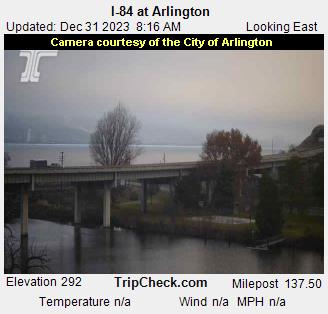 I-84 at Arlington
Updated: Dec 31 2023 8:16 AM Looking East
Camera courtesy of the City of Arlington
Elevation 292 TripCheck.com Milepost 137.50
Temperature n/a Wind n/a MPH n/a